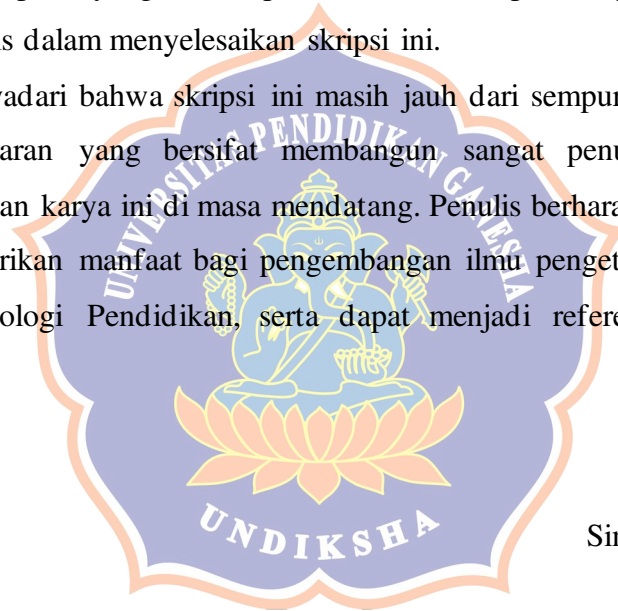 s dalam menyelesaikan skripsi ini.
adari bahwa skripsi ini masih jauh dari sempur
aran yang bersifat membangun sangat penu
an karya ini di masa mendatang. Penulis berhara
rikan manfaat bagi pengembangan ilmu penget
ologi Pendidikan, serta dapat menjadi refere
UNIVERSITAS PENDIDIKAN GANESHA
UNDIKSHA
Sin